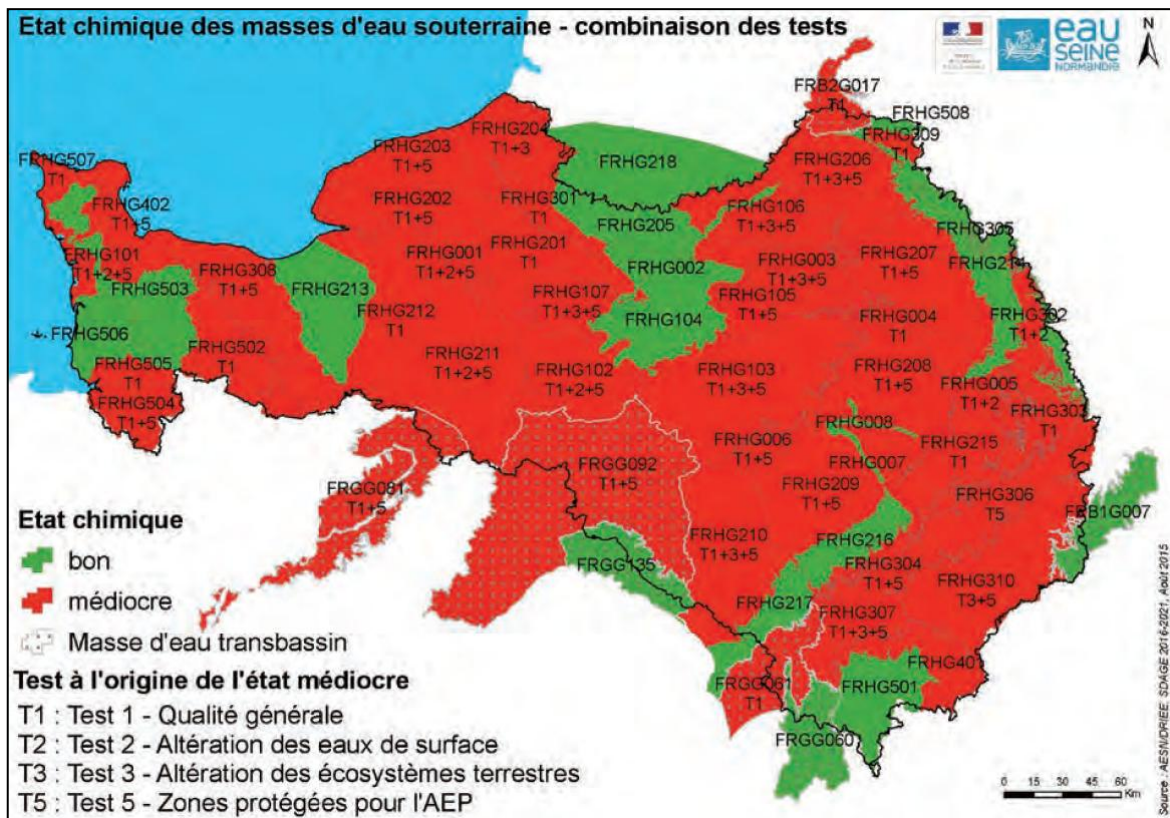 Etat chimique des masses d'eau souterraine - combinaison des tests
eau
SEINE
NORMANDIE
N
FRB2G017
T1
FRHG508
FRHG309
T1
FRHG204
T1+3
FRHG203
T1+5
FRHG218
FRHG206
T1+3+5
FRHG507
T1
FRHG402
T1+5
FRHG202
T1+5
FRHG301
T1
FRHG205
FRHG106
T1+3+5
FRHG305
FRHG101
T1+2+5
FRHG308
T1+5
FRHG001
T1+2+5
FRHG201
T1
FRHG002
FRHG003
T1+3+5
FRHG207
T1+5
FRHG214
FRHG503
FRHG213
FRHG107
T1+3+5
FRHG105
T1+5
FRHG506
FRHG212
T1
FRHG104
FRHG004
T1
FRHG302
T1+2
FRHG505
T1
FRHG502
T1
FRHG211
T1+2+5
FRHG102
T1+2+5
FRHG103
T1+3+5
FRHG208
T1+5
FRHG005
T1+2
FRHG504
T1+5
FRHG303
T1
FRHG008
FRHG006
T1+5
FRHG215
T1
FRGG092
T1+5
FRHG007
FRGG081
T1+5
FRHG209
T1+5
FRHG306
T5
FRB1G007
FRHG210
T1+3+5
FRHG216
FRGG135
FRHG304
T1+5
FRHG310
T3+5
FRHG217
FRHG307
T1+3+5
FRHG401
FRGG061
T1
FRHG501
FRGG060
Etat chimique
bon
médiocre
Masse d'eau transbassin
Test à l'origine de l'état médiocre
T1 : Test 1 - Qualité générale
T2 : Test 2 - Altération des eaux de surface
T3 : Test 3 - Altération des écosystèmes terrestres
T5 : Test 5 - Zones protégées pour l'AEP
0 15 30 45 60
Km
Source : AESN/DRIEE, SDAGE 2016-2021, Août 2015